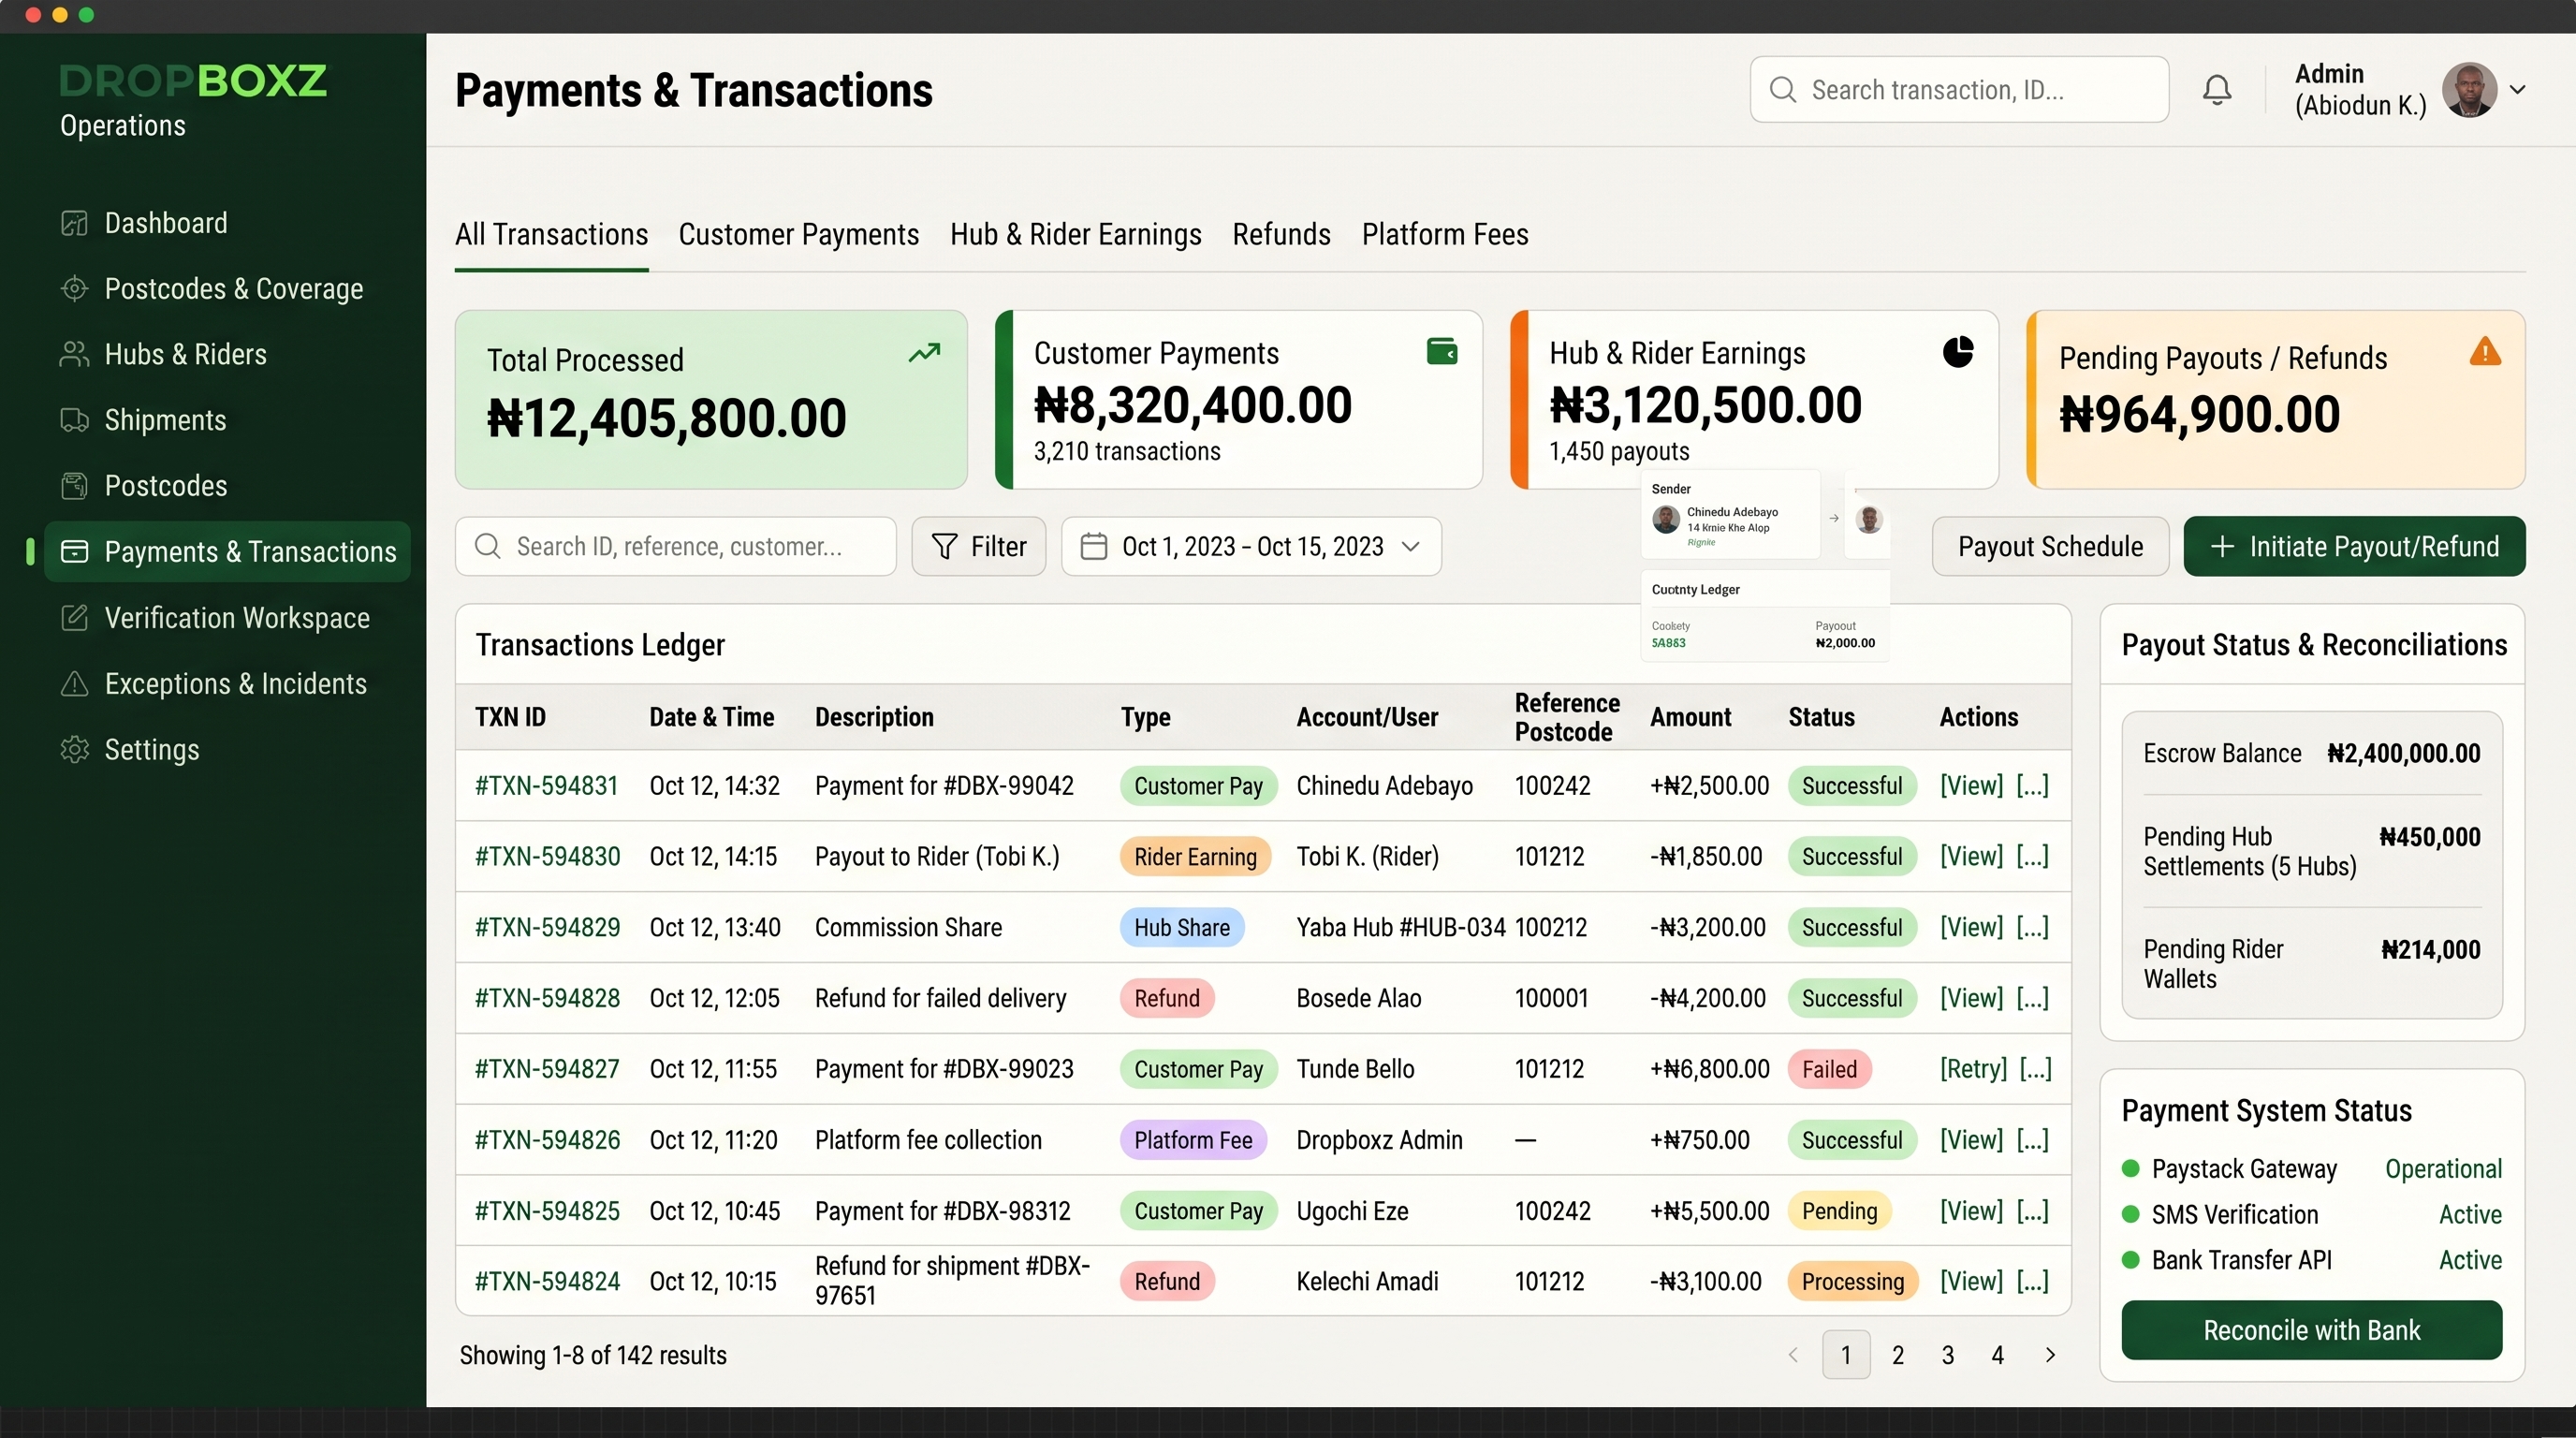 DROPBOXZ
Operations
Dashboard
Postcodes & Coverage
Hubs & Riders
Shipments
Postcodes
Payments & Transactions
Verification Workspace
Exceptions & Incidents
Settings
Payments & Transactions
Search transaction, ID...
Admin
(Abiodun K.)
All Transactions Customer Payments Hub & Rider Earnings Refunds Platform Fees
Total Processed
₦12,405,800.00
Customer Payments
₦8,320,400.00
3,210 transactions
Hub & Rider Earnings
₦3,120,500.00
1,450 payouts
Pending Payouts / Refunds
₦964,900.00
Search ID, reference, customer...
Filter
Oct 1, 2023 - Oct 15, 2023
Sender
Chinedu Adebayo
14 Krnie Khe Alop
Rignite
Payout Schedule
+ Initiate Payout/Refund
Cuotnty Ledger
Cookety Payoout
5A983 ₦2,000.00
Transactions Ledger
TXN ID Date & Time Description Type Account/User Reference Postcode Amount Status Actions
#TXN-594831 Oct 12, 14:32 Payment for #DBX-99042 Customer Pay Chinedu Adebayo 100242 +₦2,500.00 Successful [View] [...]
#TXN-594830 Oct 12, 14:15 Payout to Rider (Tobi K.) Rider Earning Tobi K. (Rider) 101212 -₦1,850.00 Successful [View] [...]
#TXN-594829 Oct 12, 13:40 Commission Share Hub Share Yaba Hub #HUB-034 100212 -₦3,200.00 Successful [View] [...]
#TXN-594828 Oct 12, 12:05 Refund for failed delivery Refund Bosede Alao 100001 -₦4,200.00 Successful [View] [...]
#TXN-594827 Oct 12, 11:55 Payment for #DBX-99023 Customer Pay Tunde Bello 101212 +₦6,800.00 Failed [Retry] [...]
#TXN-594826 Oct 12, 11:20 Platform fee collection Platform Fee Dropboxz Admin — +₦750.00 Successful [View] [...]
#TXN-594825 Oct 12, 10:45 Payment for #DBX-98312 Customer Pay Ugochi Eze 100242 +₦5,500.00 Pending [View] [...]
#TXN-594824 Oct 12, 10:15 Refund for shipment #DBX-97651 Refund Kelechi Amadi 101212 -₦3,100.00 Processing [View] [...]
Showing 1-8 of 142 results
1 2 3 4
Payout Status & Reconciliations
Escrow Balance ₦2,400,000.00
Pending Hub ₦450,000
Settlements (5 Hubs)
Pending Rider ₦214,000
Wallets
Payment System Status
Paystack Gateway Operational
SMS Verification Active
Bank Transfer API Active
Reconcile with Bank